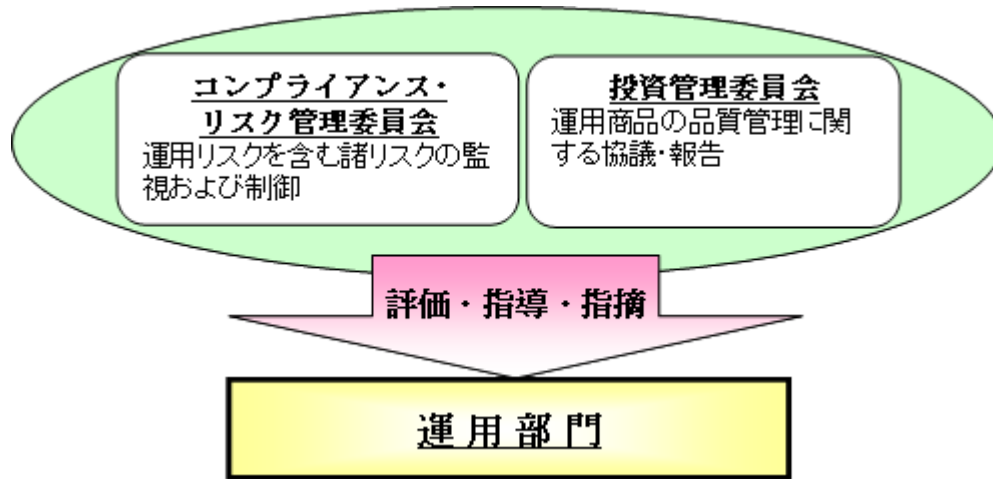 コンプライアンス・
リスク管理委員会
運用リスクを含む諸リスクの監
視および制御
投資管理委員会
運用商品の品質管理に関
する協議・報告
評価・指導・指摘
運用部門